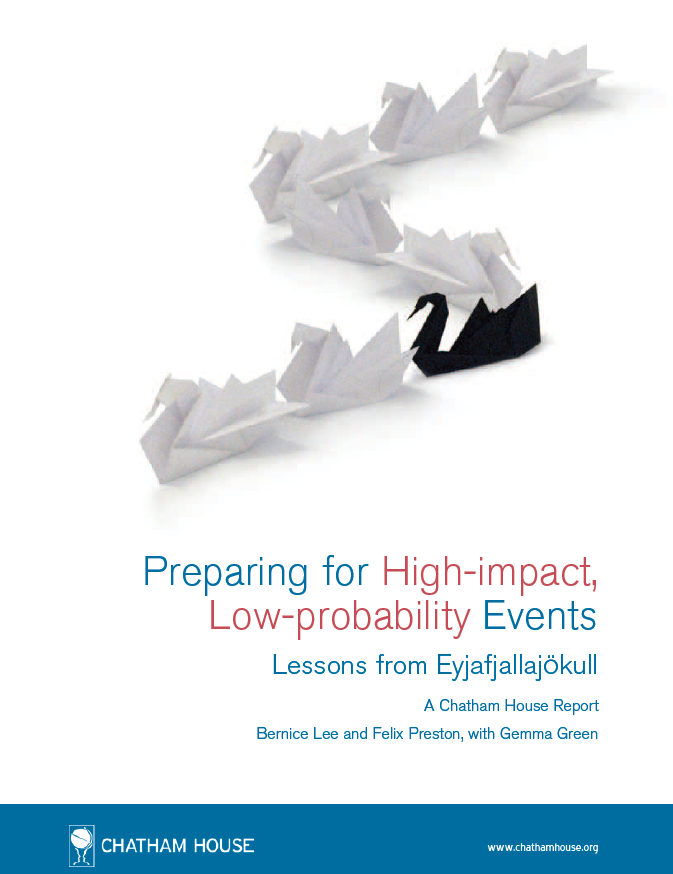 Preparing for High-impact,
Low-probability Events
Lessons from Eyjafjallajökull
A Chatham House Report
Bernice Lee and Felix Preston, with Gemma Green
CHATHAM HOUSE
www.chathamhouse.org